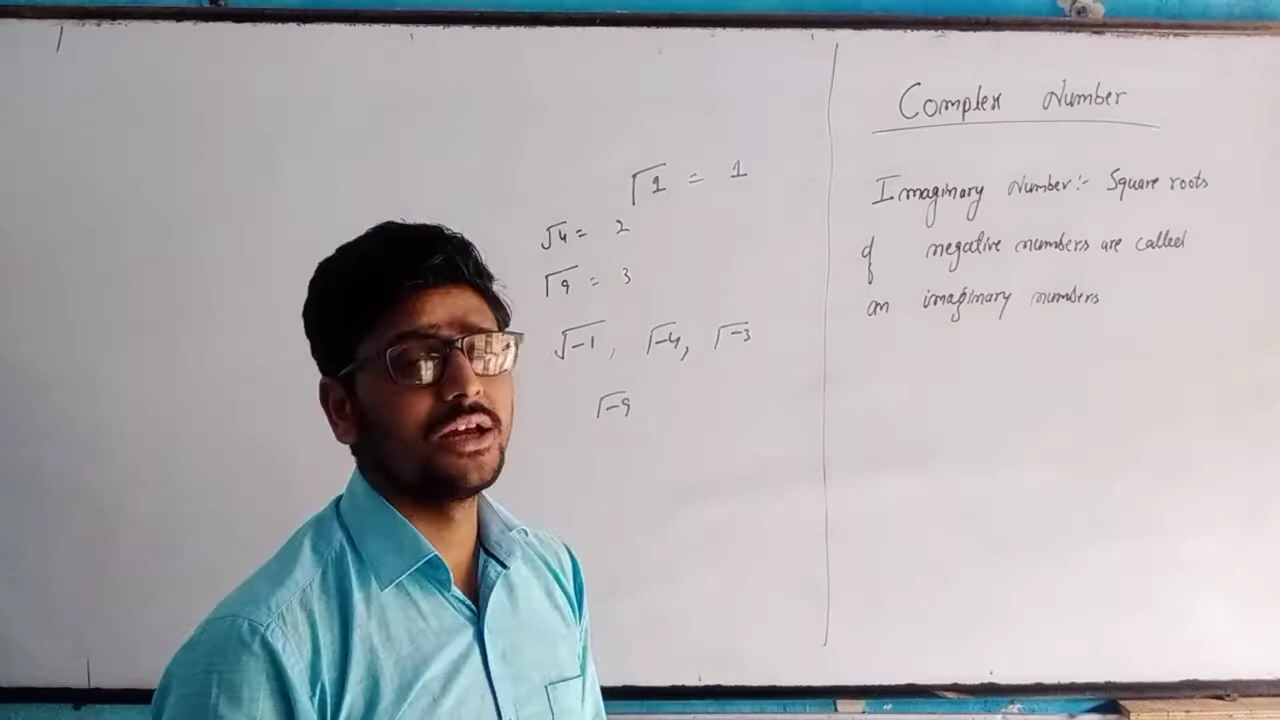 √1 = 1
√4 = 2
√9 = 3
√-1, √-4, √-3
√-9
Complex Number
Imaginary Number:- Square roots
of negative numbers are called
an imaginary numbers